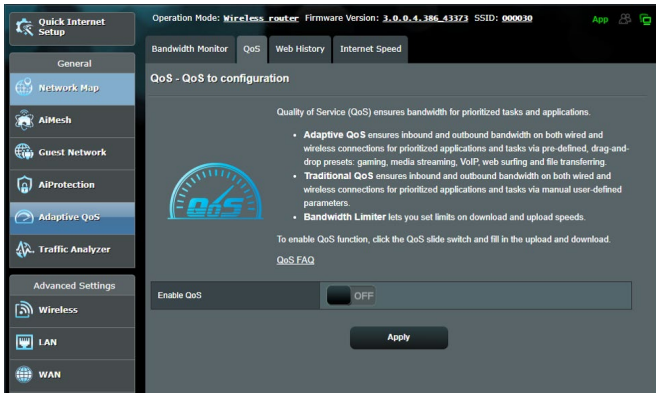 Quick Internet
Setup
Operation Mode: Wireless router Firmware Version: 3.0.0.4.386_43373 SSID: 000030
App
General
Network Map
AiMesh
Guest Network
AiProtection
Adaptive QoS
Traffic Analyzer
Advanced Settings
Wireless
LAN
WAN
Bandwidth Monitor QoS Web History Internet Speed
QoS - QoS to configuration
Quality of Service (QoS) ensures bandwidth for prioritized tasks and applications.
• Adaptive QoS ensures inbound and outbound bandwidth on both wired and
wireless connections for prioritized applications and tasks via pre-defined, drag-and-
drop presets: gaming, media streaming, VoIP, web surfing and file transferring.
• Traditional QoS ensures inbound and outbound bandwidth on both wired and
wireless connections for prioritized applications and tasks via manual user-defined
parameters.
• Bandwidth Limiter lets you set limits on download and upload speeds.
To enable QoS function, click the QoS slide switch and fill in the upload and download.
QoS FAQ
QoS
Enable QoS OFF
Apply